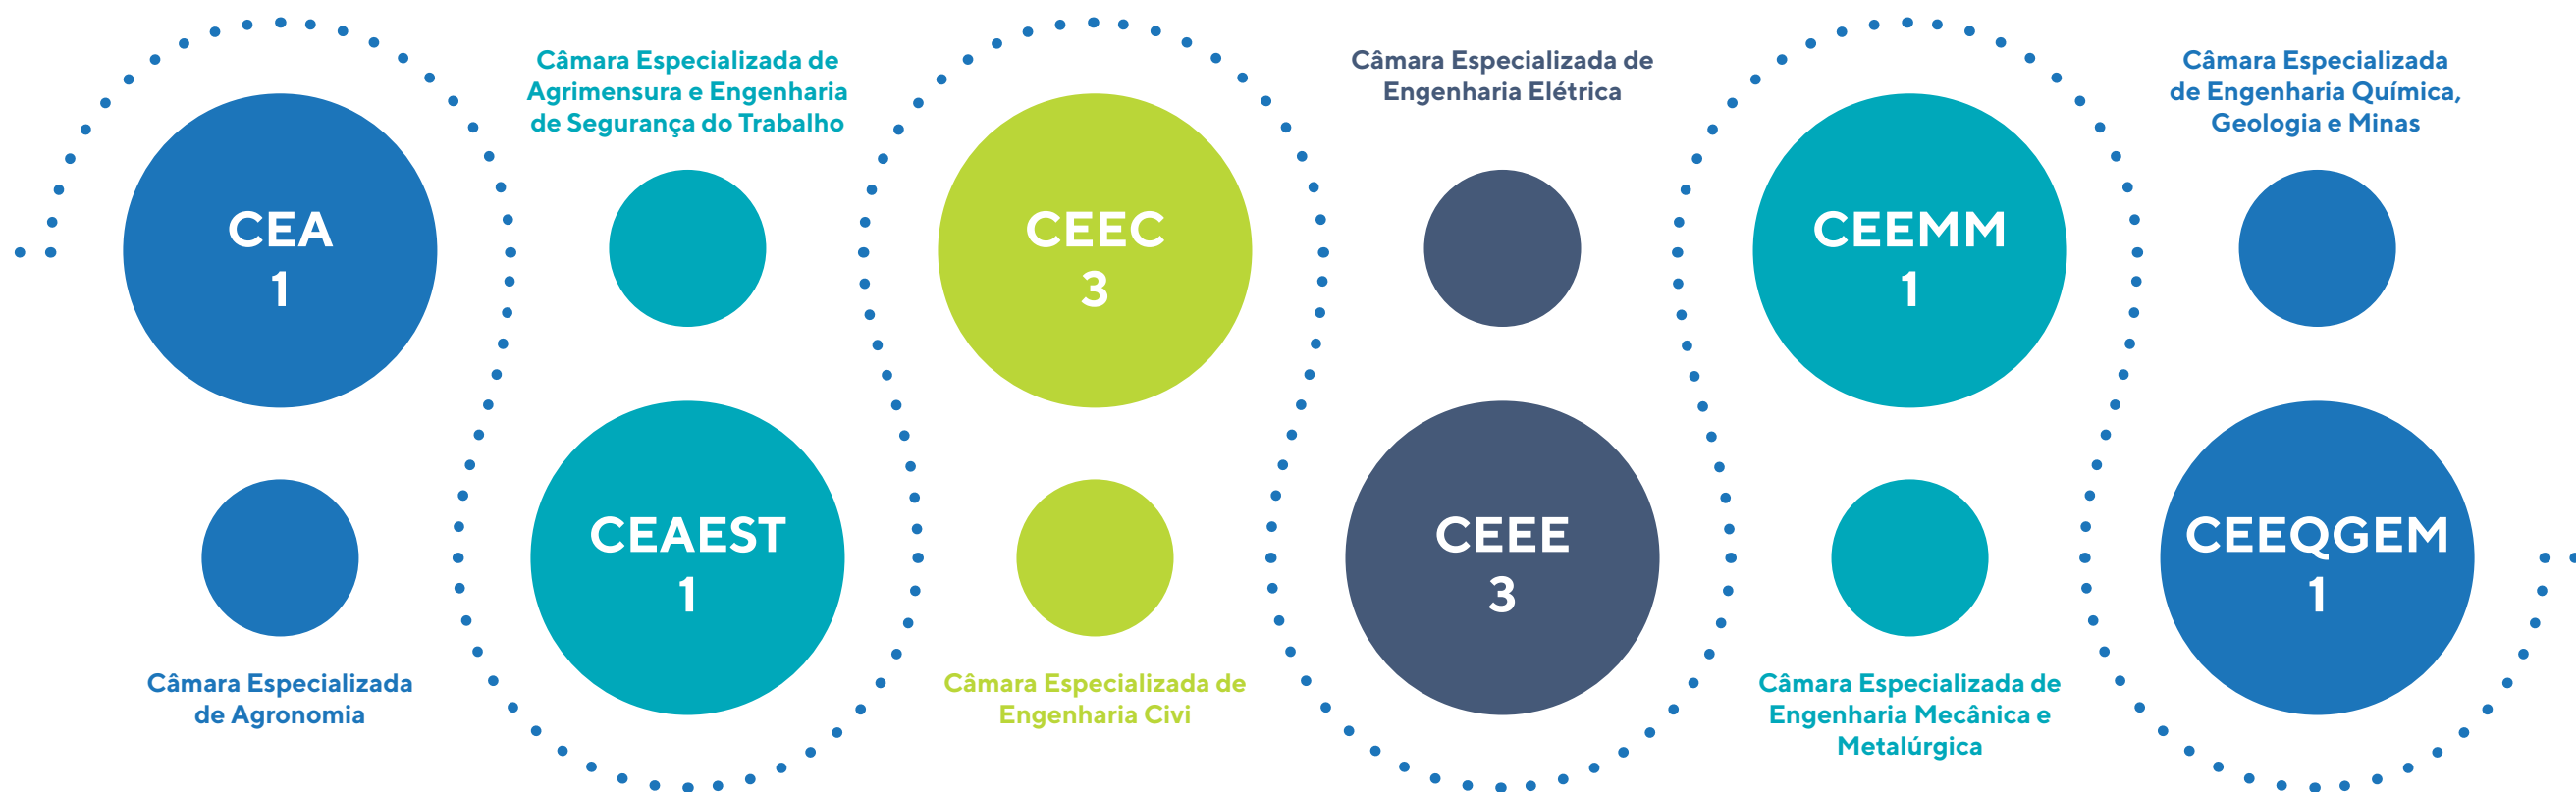 CEA
1
Câmara Especializada
de Agronomia
Câmara Especializada de
Agrimensura e Engenharia
de Segurança do Trabalho
CEAEST
1
CEEC
3
Câmara Especializada de
Engenharia Civi
Câmara Especializada de
Engenharia Elétrica
CEEE
3
CEEMM
1
Câmara Especializada de
Engenharia Mecânica e
Metalúrgica
Câmara Especializada
de Engenharia Química,
Geologia e Minas
CEEQGEM
1